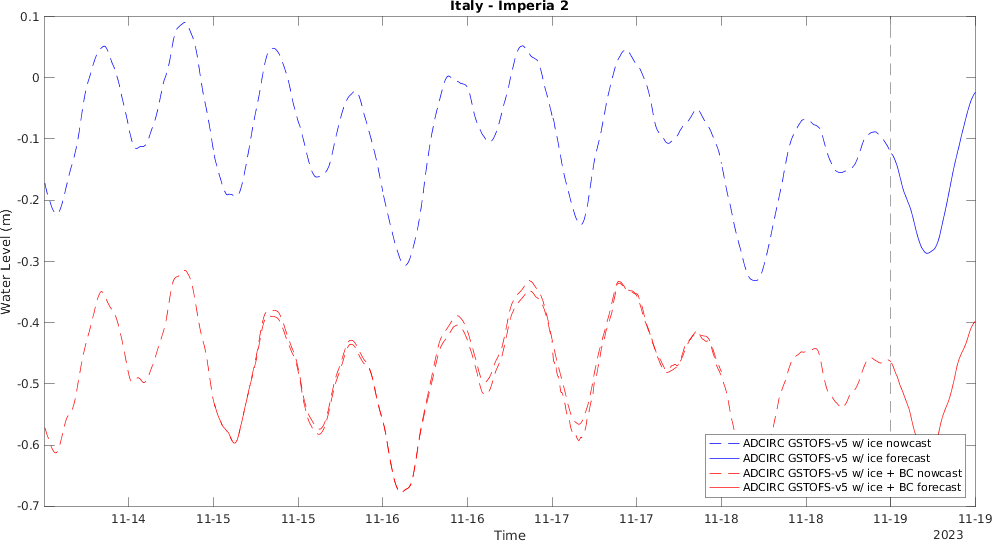 Italy - Imperia 2
Water Level (m)
0.1
0
-0.1
-0.2
-0.3
-0.4
-0.5
-0.6
-0.7
ADCIRC GSTOFS-v5 w/ ice nowcast
ADCIRC GSTOFS-v5 w/ ice forecast
ADCIRC GSTOFS-v5 w/ ice + BC nowcast
ADCIRC GSTOFS-v5 w/ ice + BC forecast
11-14 11-15 11-15 11-16 11-16 11-17 11-17 11-18 11-18 11-19 11-19
Time
2023